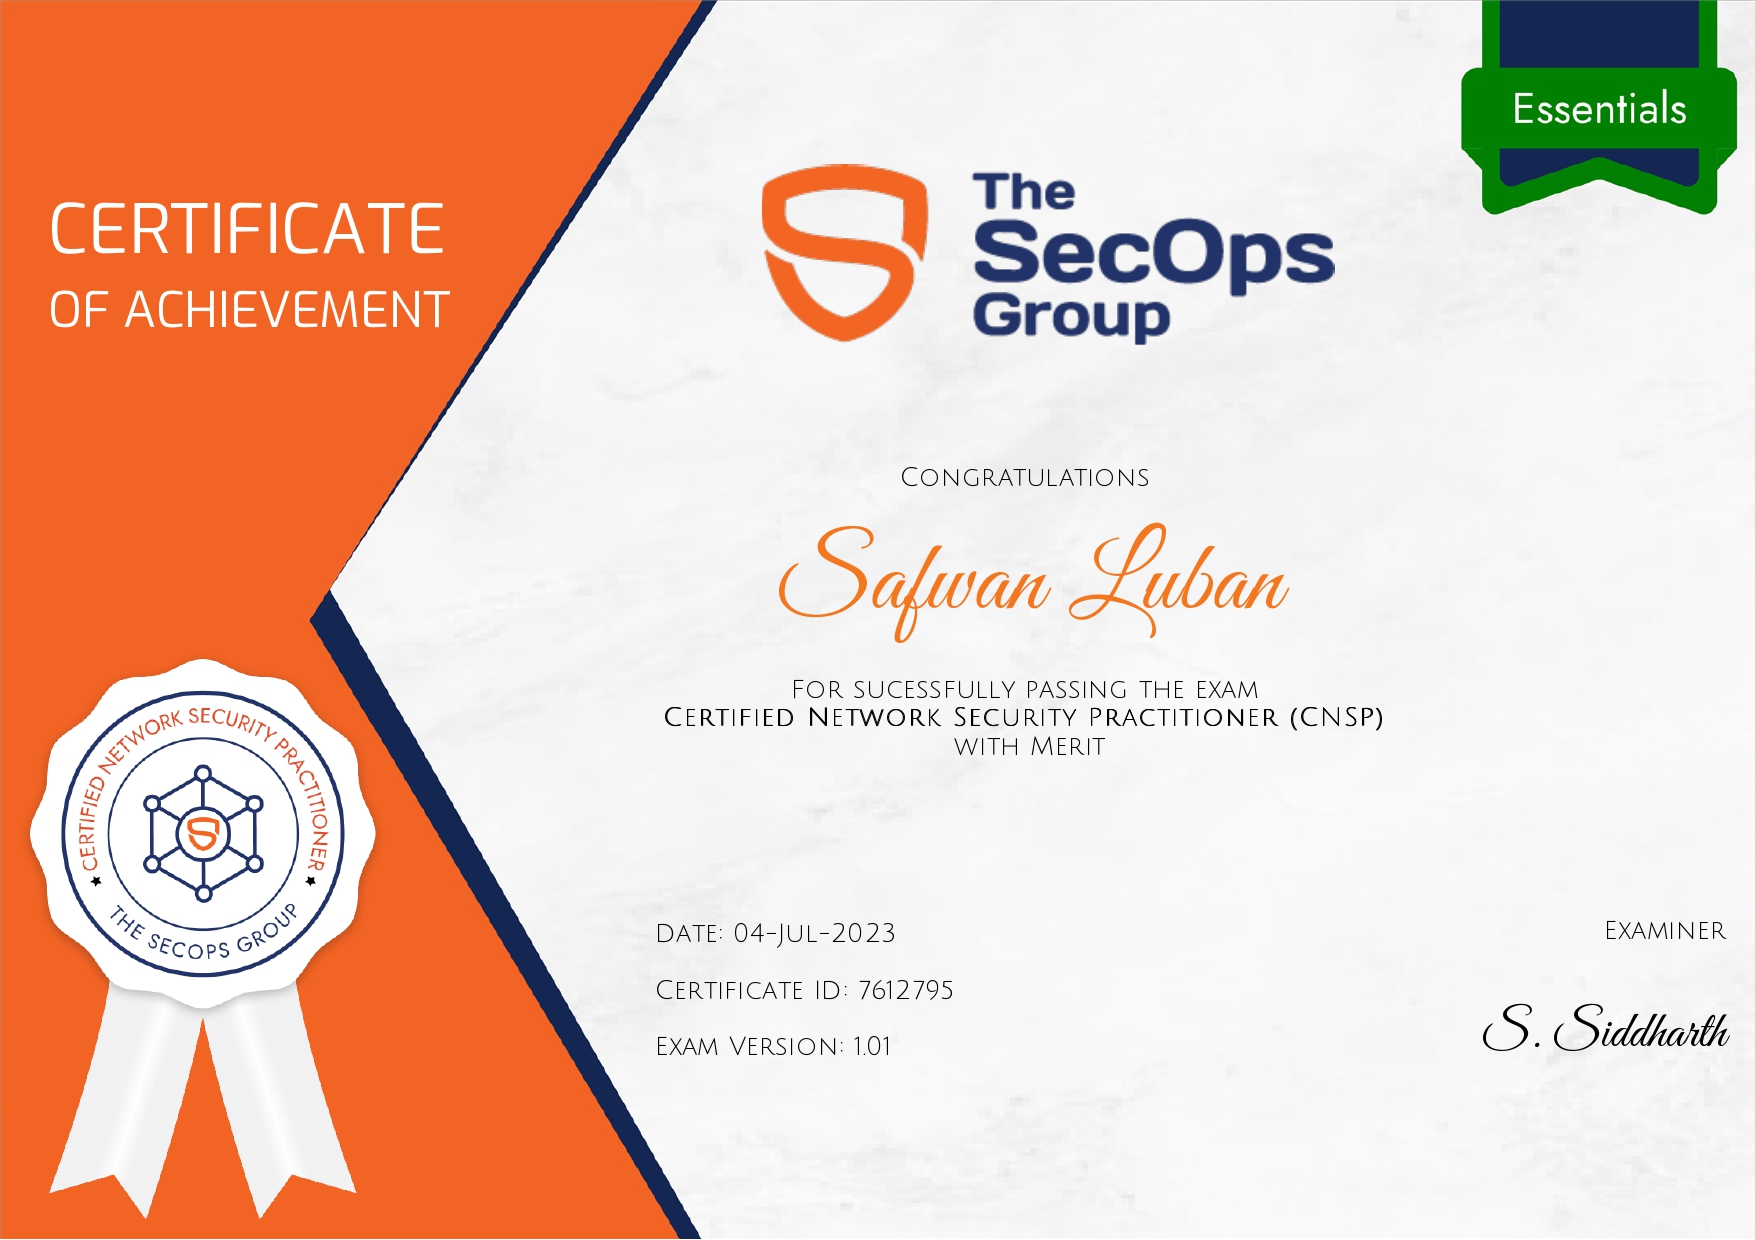 Essentials
CERTIFICATE
OF ACHIEVEMENT
The
SecOps
Group
Congratulations
Safwan Luban
For sucessfully passing the exam
Certified Network Security Practitioner (CNSP)
with Merit
CERTIFIED NETWORK SECURITY PRACTITIONER
THE SECOPS GROUP
Date: 04-Jul-2023
Certificate ID: 7612795
Exam Version: 1.01
Examiner
S. Siddharth